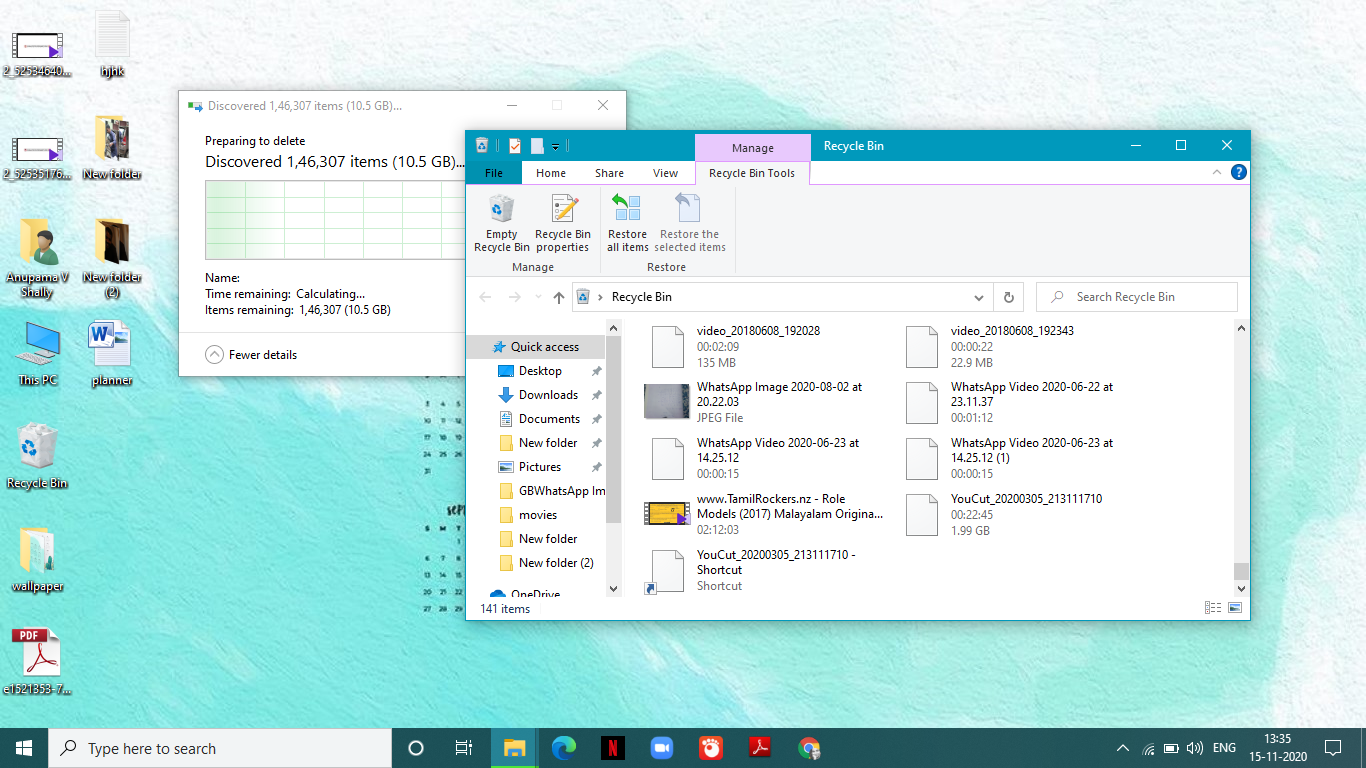 2_52534640...
hjhk
2_52535176...
New folder
Anupama V
Shally
New folder
(2)
This PC
planner
Recycle Bin
wallpaper
PDF
e1521353-7...
Discovered 1,46,307 items (10.5 GB)...
Preparing to delete
Discovered 1,46,307 items (10.5 GB)...
Name:
Time remaining: Calculating...
Items remaining: 1,46,307 (10.5 GB)
Fewer details
Manage
Recycle Bin
File
Home
Share
View
Recycle Bin Tools
Empty
Recycle Bin
Recycle Bin
properties
Restore
all items
Restore the
selected items
Manage
Restore
Recycle Bin
Search Recycle Bin
Quick access
Desktop
Downloads
Documents
New folder
Pictures
GBWhatsApp Im
movies
New folder
New folder (2)
OneDrive
video_20180608_192028
00:02:09
135 MB
video_20180608_192343
00:00:22
22.9 MB
WhatsApp Image 2020-08-02 at
20.22.03
JPEG File
WhatsApp Video 2020-06-22 at
23.11.37
00:01:12
WhatsApp Video 2020-06-23 at
14.25.12
00:00:15
WhatsApp Video 2020-06-23 at
14.25.12 (1)
00:00:15
www.TamilRockers.nz - Role
Models (2017) Malayalam Origina...
02:12:03
YouCut_20200305_213111710
00:22:45
1.99 GB
YouCut_20200305_213111710 -
Shortcut
Shortcut
141 items
Type here to search
ENG
13:35
15-11-2020